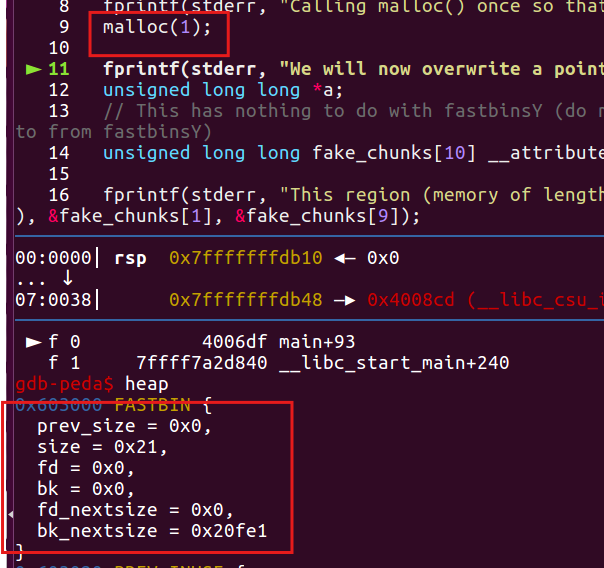 8 fprintf(stderr, "Calling malloc() once so that
9 malloc(1);
10
► 11 fprintf(stderr, "We will now overwrite a poin
12 unsigned long long *a;
13 // This has nothing to do with fastbinsY (do n
to from fastbinsY)
14 unsigned long long fake_chunks[10] __attribute
15
16 fprintf(stderr, "This region (memory of length
), &fake_chunks[1], &fake_chunks[9]);
00:0000| rsp 0x7fffffffdb10 ◄— 0x0
... ↓
07:0038| 0x7fffffffdb48 —► 0x4008cd (__libc_csu_i
► f 0 4006df main+93
f 1 7ffff7a2d840 __libc_start_main+240
gdb-peda$ heap
0x603000 FASTBIN {
prev_size = 0x0,
size = 0x21,
fd = 0x0,
bk = 0x0,
fd_nextsize = 0x0,
bk_nextsize = 0x20fe1
}